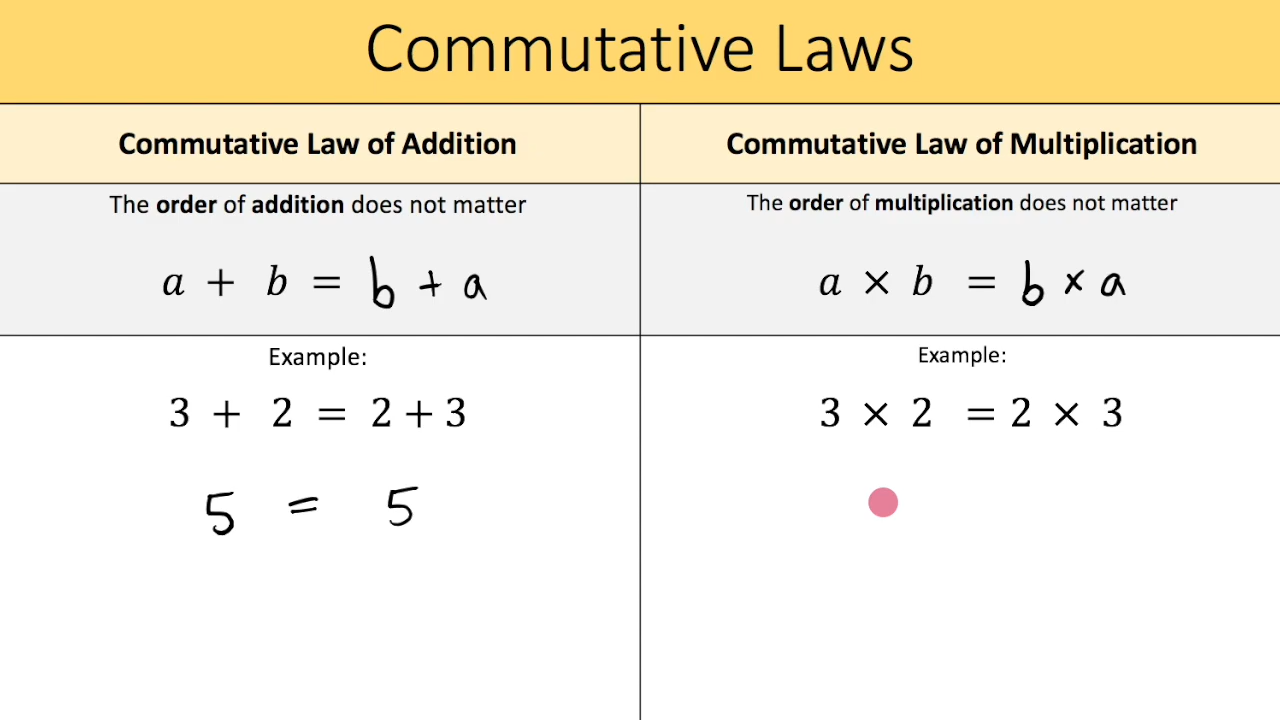 Commutative Laws
Commutative Law of Addition
The order of addition does not matter
a + b = b + a
Example:
3 + 2 = 2 + 3
5 = 5
Commutative Law of Multiplication
The order of multiplication does not matter
a × b = b × a
Example:
3 × 2 = 2 × 3